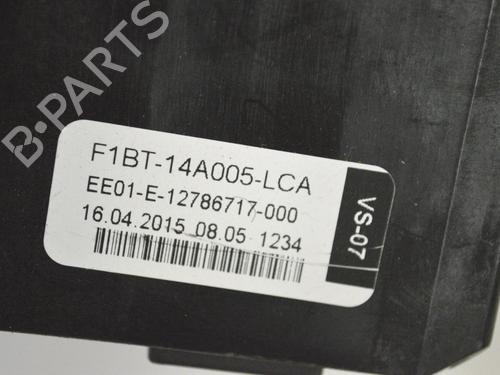 B-PARTS
F1BT-14A005-LCA
EE01-E-12786717-000
16.04.2015 08.05 1234
VS-07